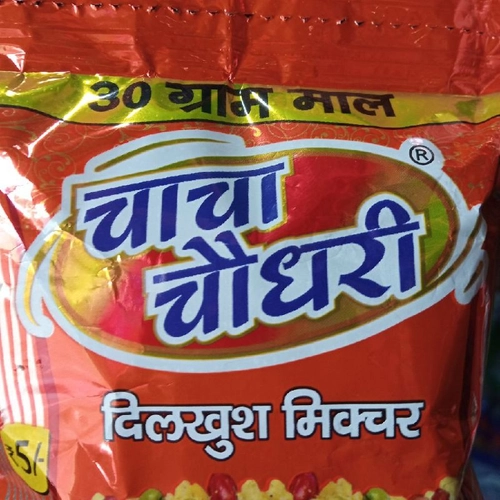 30 ग्राम माल
चाचा
चौधरी
®
दिलखुश मिक्चर
₹5/-